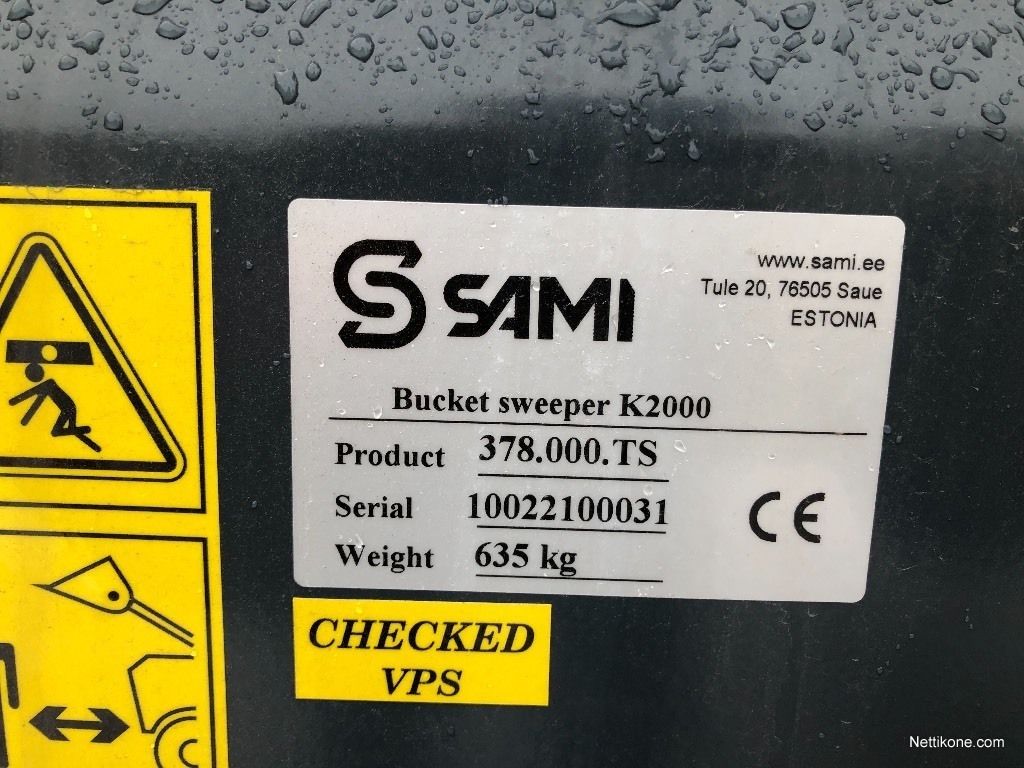 SAMI
www.sami.ee
Tule 20, 76505 Saue
ESTONIA
Bucket sweeper K2000
Product 378.000.TS
Serial 10022100031
Weight 635 kg
CE
CHECKED
VPS
Nettikone.com